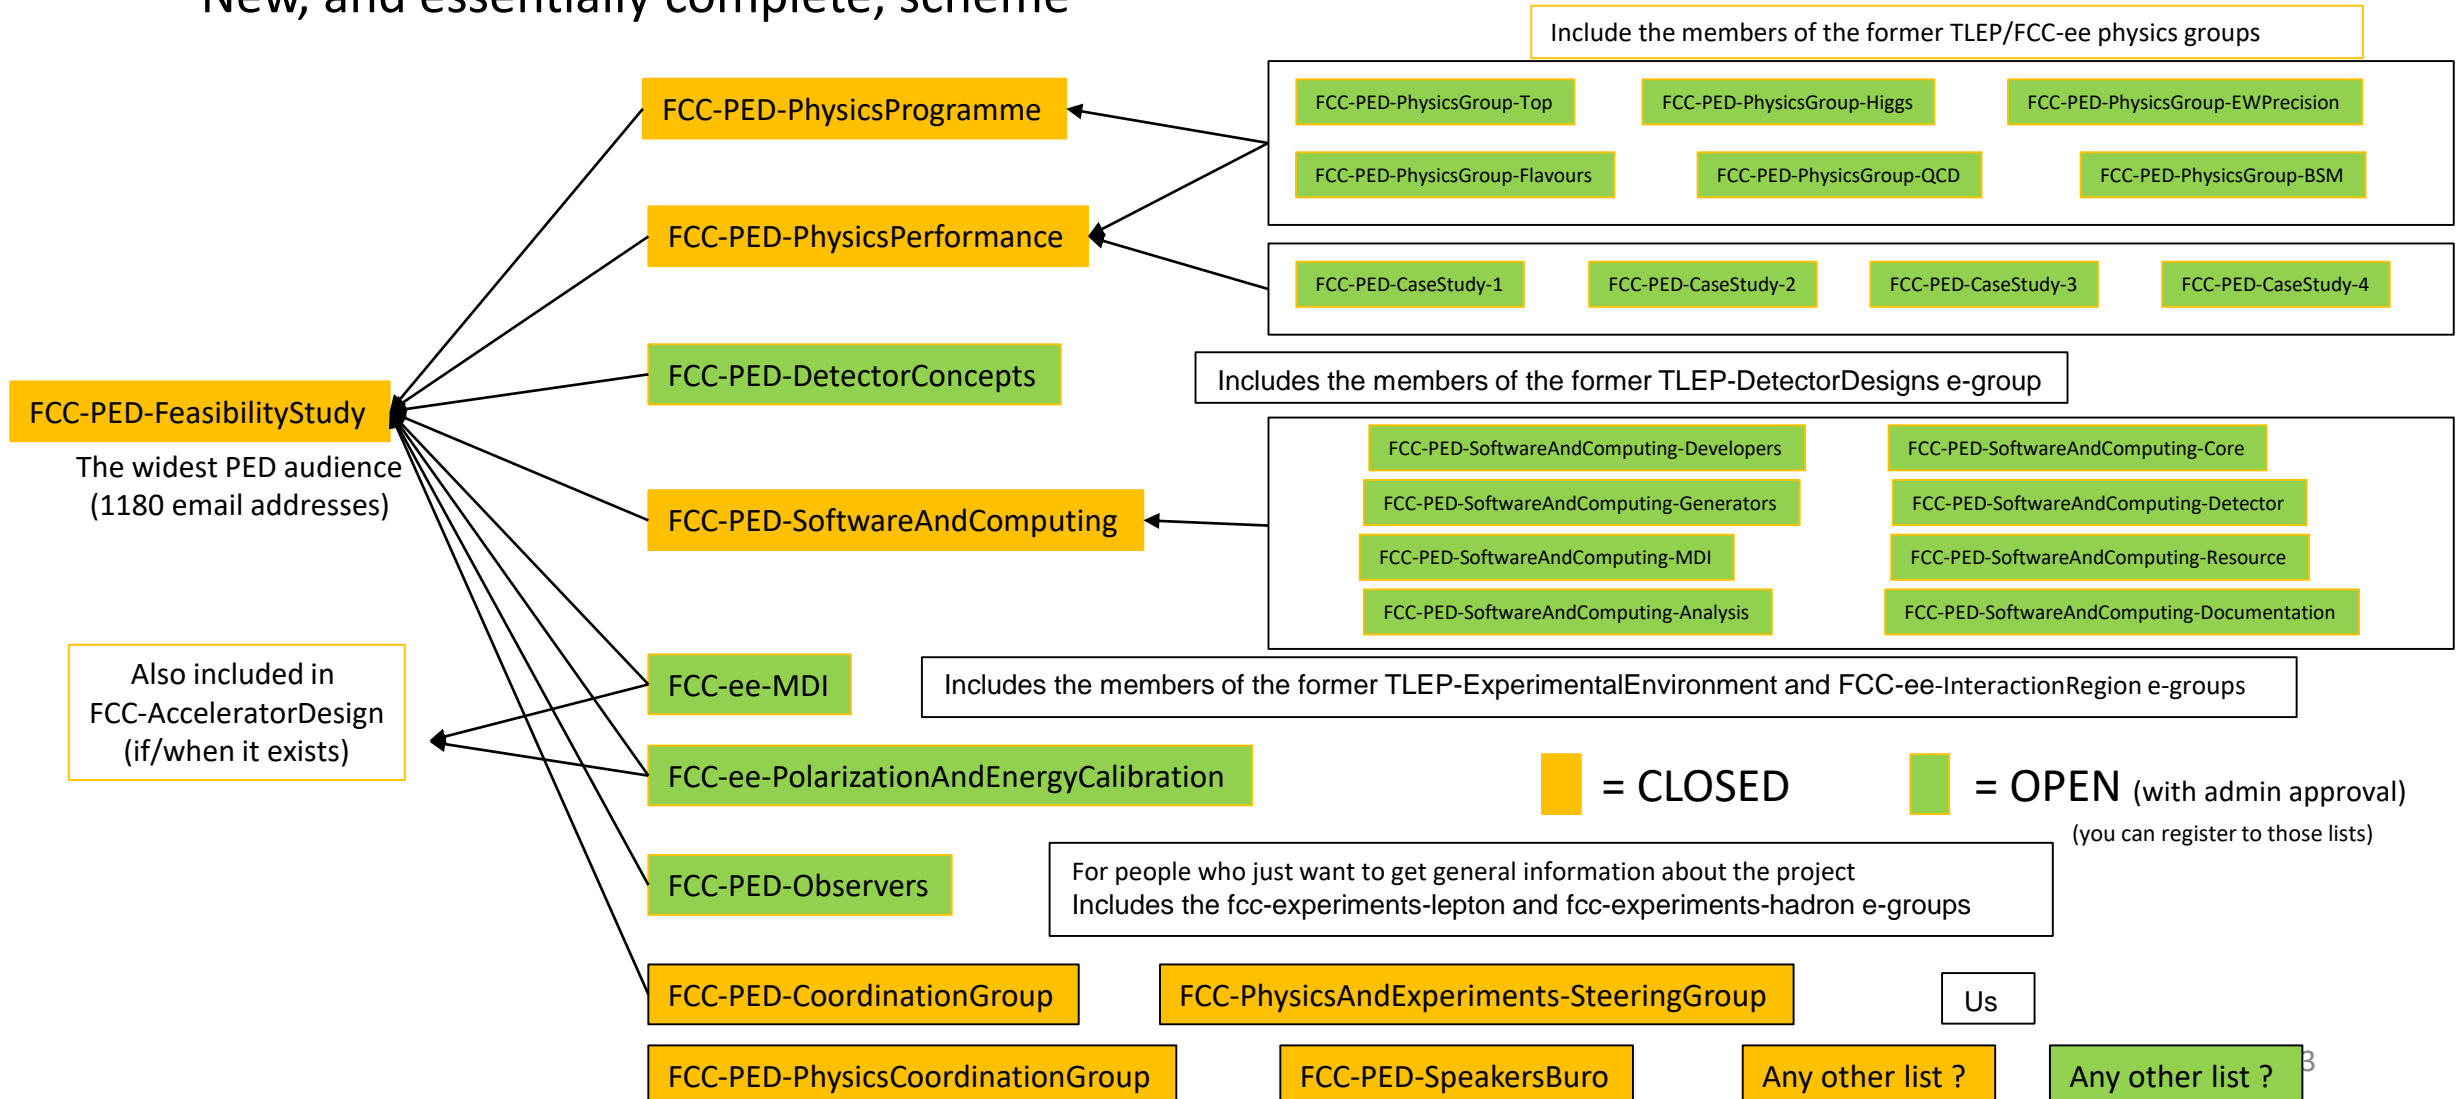 New, and essentially complete, scheme
Include the members of the former TLEP/FCC-ee physics groups
FCC-PED-PhysicsProgramme
FCC-PED-PhysicsGroup-Top
FCC-PED-PhysicsGroup-Higgs
FCC-PED-PhysicsGroup-EWPrecision
FCC-PED-PhysicsGroup-Flavours
FCC-PED-PhysicsGroup-QCD
FCC-PED-PhysicsGroup-BSM
FCC-PED-PhysicsPerformance
FCC-PED-CaseStudy-1
FCC-PED-CaseStudy-2
FCC-PED-CaseStudy-3
FCC-PED-CaseStudy-4
FCC-PED-DetectorConcepts
Includes the members of the former TLEP-DetectorDesigns e-group
FCC-PED-FeasibilityStudy
The widest PED audience
(1180 email addresses)
FCC-PED-SoftwareAndComputing
FCC-PED-SoftwareAndComputing-Developers
FCC-PED-SoftwareAndComputing-Core
FCC-PED-SoftwareAndComputing-Generators
FCC-PED-SoftwareAndComputing-Detector
FCC-PED-SoftwareAndComputing-MDI
FCC-PED-SoftwareAndComputing-Resource
FCC-PED-SoftwareAndComputing-Analysis
FCC-PED-SoftwareAndComputing-Documentation
Also included in
FCC-AcceleratorDesign
(if/when it exists)
FCC-ee-MDI
Includes the members of the former TLEP-ExperimentalEnvironment and FCC-ee-InteractionRegion e-groups
FCC-ee-PolarizationAndEnergyCalibration
= CLOSED
= OPEN (with admin approval)
(you can register to those lists)
FCC-PED-Observers
For people who just want to get general information about the project
Includes the fcc-experiments-lepton and fcc-experiments-hadron e-groups
FCC-PED-CoordinationGroup
FCC-PhysicsAndExperiments-SteeringGroup
Us
FCC-PED-PhysicsCoordinationGroup
FCC-PED-SpeakersBuro
Any other list ?
Any other list ?
3